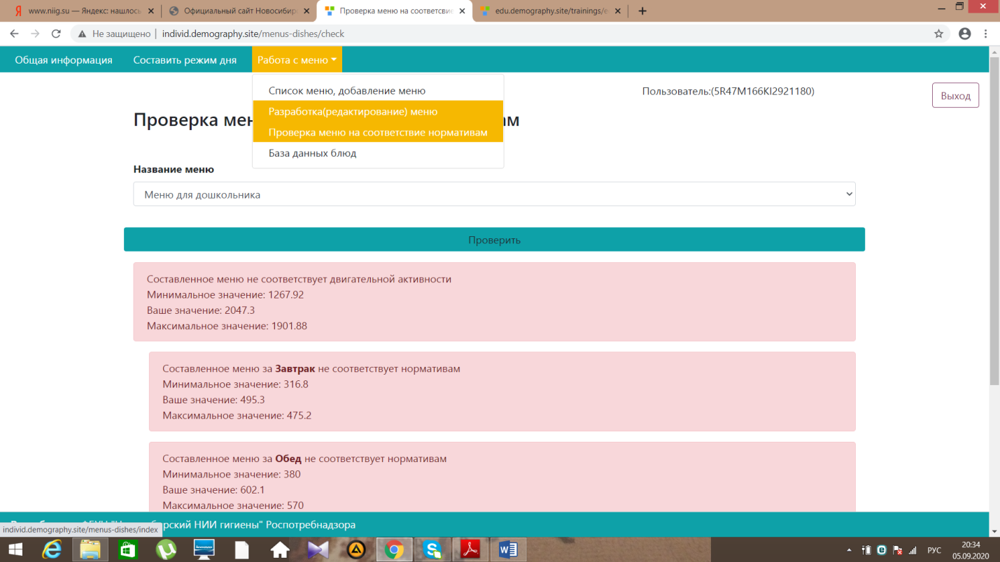 www.niig.su — Яндекс: нашлось
Официальный сайт Новосибир
Проверка меню на соответсвие
edu.demography.site/trainings/e
Не защищено
individ.demography.site/menus-dishes/check
Общая информация
Составить режим дня
Работа с меню
Список меню, добавление меню
Разработка(редактирование) меню
Проверка меню на соответствие нормативам
База данных блюд
Пользователь:(5R47M166KI2921180)
Выход
Проверка мен
Название меню
Меню для дошкольника
Проверить
Составленное меню не соответствует двигательной активности
Минимальное значение: 1267.92
Ваше значение: 2047.3
Максимальное значение: 1901.88
Составленное меню за Завтрак не соответствует нормативам
Минимальное значение: 316.8
Ваше значение: 495.3
Максимальное значение: 475.2
Составленное меню за Обед не соответствует нормативам
Минимальное значение: 380
Ваше значение: 602.1
Максимальное значение: 570
НИИ гигиены" Роспотребнадзора
individ.demography.site/menus-dishes/index
РУС
20:34
05.09.2020